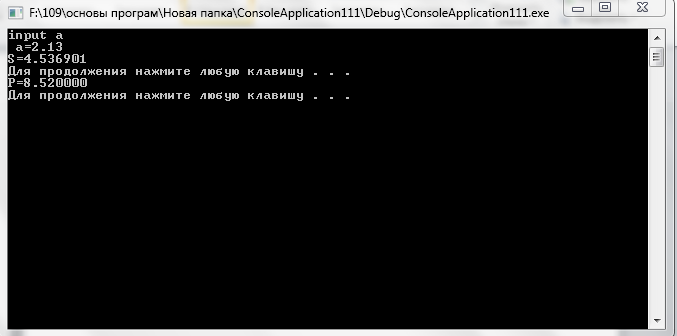 F:\109\основы програм\Новая папка\ConsoleApplication111\Debug\ConsoleApplication111.exe
input a
 a=2.13
S=4.536901
Для продолжения нажмите любую клавишу . . .
P=8.520000
Для продолжения нажмите любую клавишу . . .